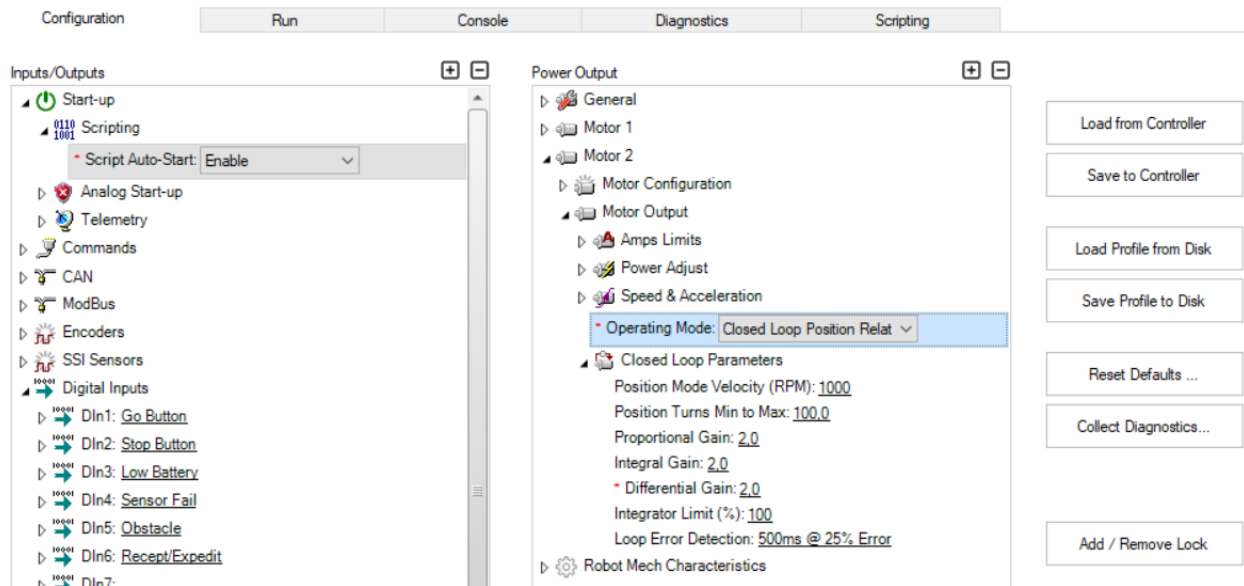 Configuration
Run
Console
Diagnostics
Scripting
Inputs/Outputs
Start-up
0110
1001
Scripting
* Script Auto-Start: Enable
Analog Start-up
Telemetry
Commands
CAN
ModBus
Encoders
SSI Sensors
Digital Inputs
DIn1: Go Button
DIn2: Stop Button
DIn3: Low Battery
DIn4: Sensor Fail
DIn5: Obstacle
DIn6: Recept/Expedit
DIn7:
Power Output
General
Motor 1
Motor 2
Motor Configuration
Motor Output
Amps Limits
Power Adjust
Speed & Acceleration
* Operating Mode: Closed Loop Position Relat
Closed Loop Parameters
Position Mode Velocity (RPM): 1000
Position Turns Min to Max: 100,0
Proportional Gain: 2,0
Integral Gain: 2,0
* Differential Gain: 2,0
Integrator Limit (%): 100
Loop Error Detection: 500ms @ 25% Error
Robot Mech Characteristics
Load from Controller
Save to Controller
Load Profile from Disk
Save Profile to Disk
Reset Defaults ...
Collect Diagnostics...
Add / Remove Lock